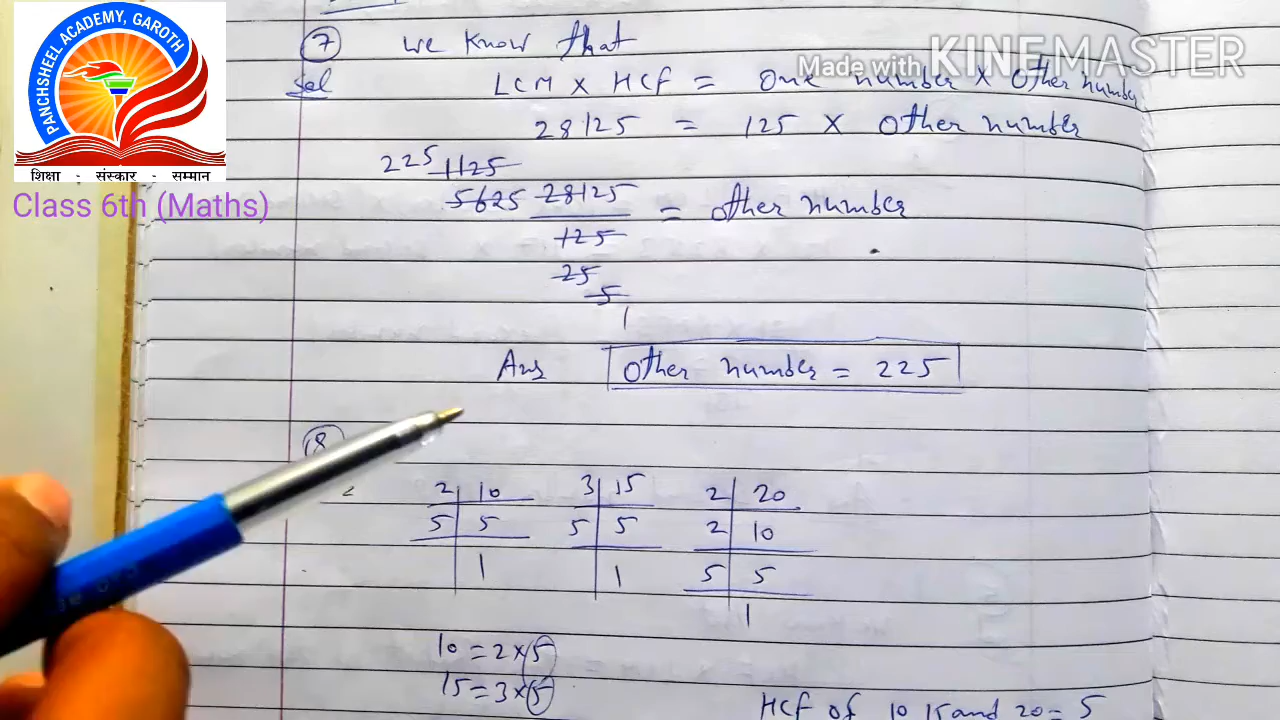 PANCHSHEEL ACADEMY, GAROTH
शिक्षा - संस्कार - सम्मान
Class 6th (Maths)
Made with KINEMASTER
7 We know that
Sol LCM X HCF = One number X Other number
28125 = 125 X Other number
225 1125
5625 28125 = other number
125
25
5
1
Ans Other number = 225
18
2 10 3 15 2 20
5 5 5 5 2 10
1 1 5 5
1
10 = 2 × 5
15 = 3 × 5
HCF of 10 15 and 20 = 5